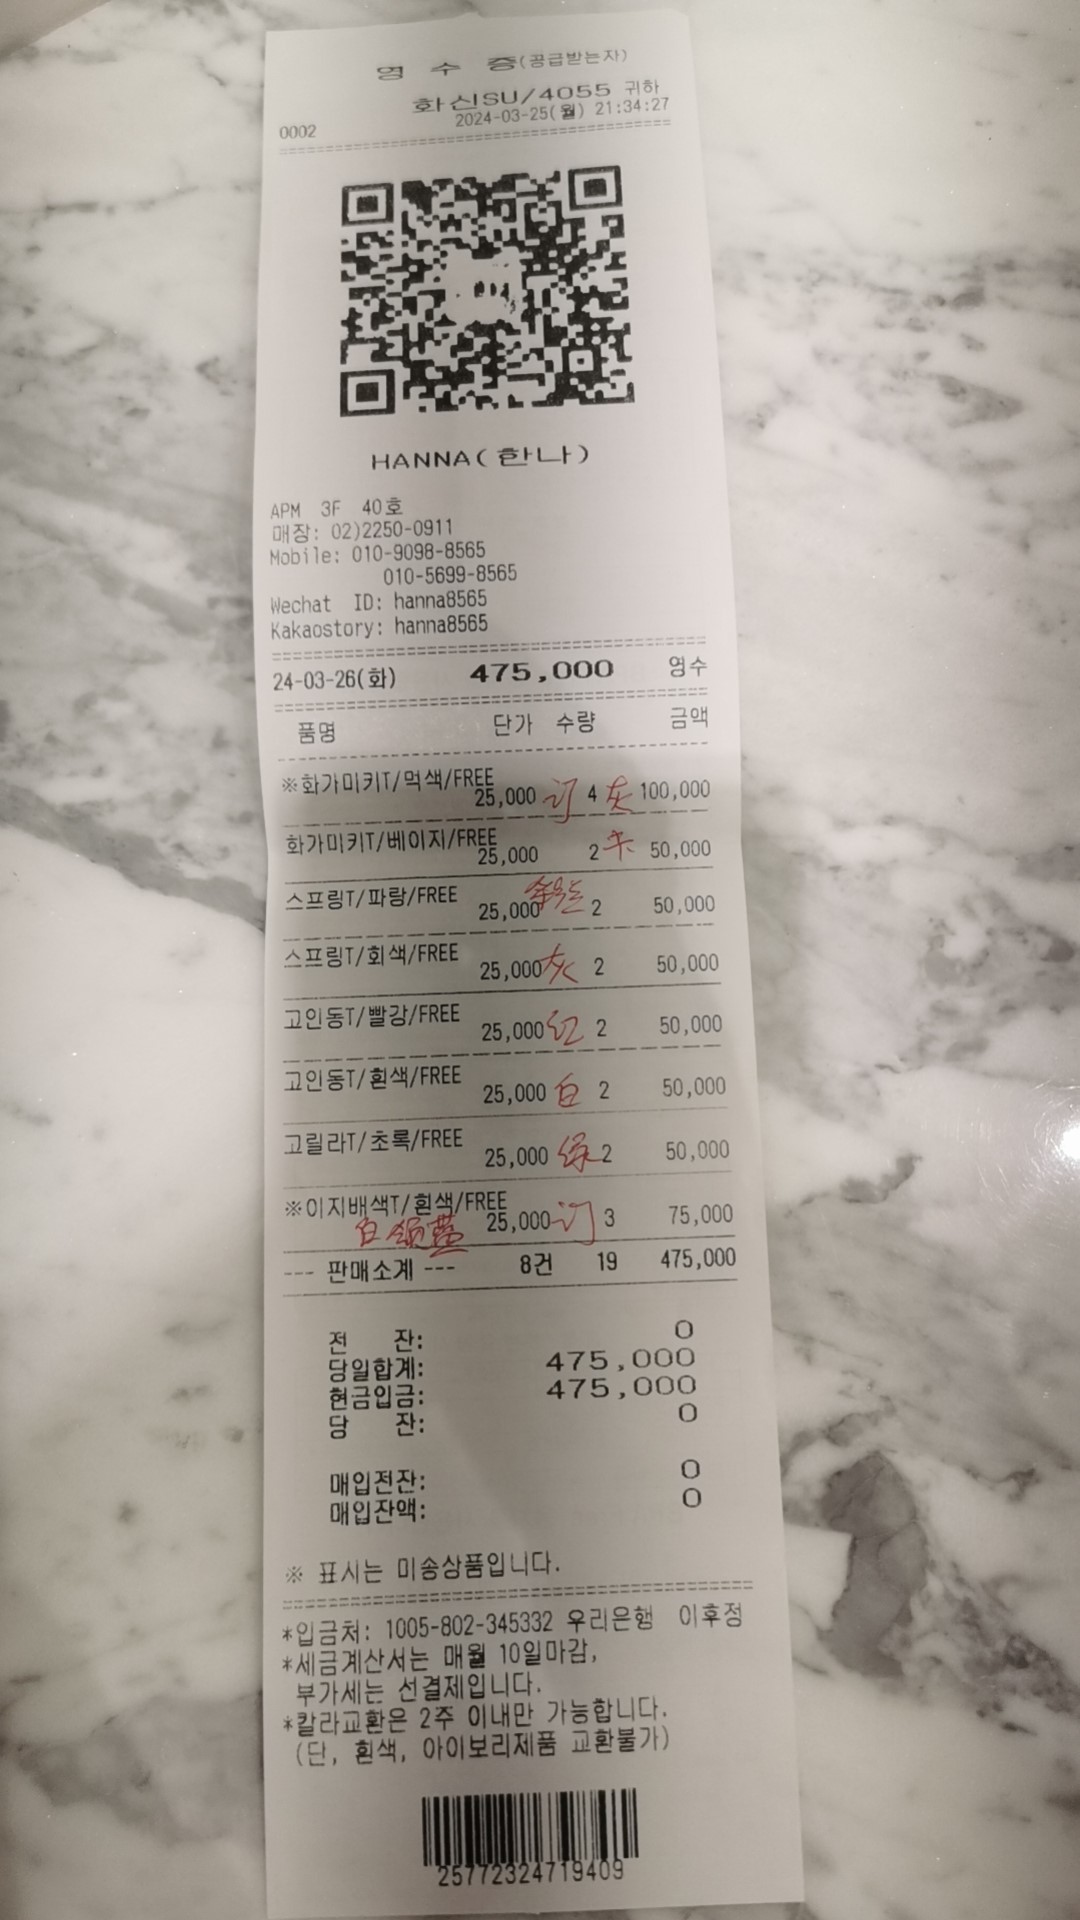 영 수 증(공급받는자)
화신SU/4055 귀하
0002 2024-03-25(월) 21:34:27
HANNA(한나)
APM 3F 40호
매장: 02)2250-0911
Mobile: 010-9098-8565
010-5699-8565
Wechat ID: hanna8565
Kakaostory: hanna8565
24-03-26(화) 475,000 영수
품명 단가 수량 금액
※화가미키T/먹색/FREE
25,000 订 4 灰 100,000
화가미키T/베이지/FREE
25,000 2 卡 50,000
스프링T/파랑/FREE
25,000 2 50,000
스프링T/회색/FREE
25,000 灰 2 50,000
고인동T/빨강/FREE
25,000 红 2 50,000
고인동T/흰색/FREE
25,000 白 2 50,000
고릴라T/초록/FREE
25,000 绿 2 50,000
※이지배색T/흰색/FREE
白领蓝 25,000 订 3 75,000
--- 판매소계 --- 8건 19 475,000
전 잔: 0
당일합계: 475,000
현금입금: 475,000
당 잔: 0
매입전잔: 0
매입잔액: 0
※ 표시는 미송상품입니다.
*입금처: 1005-802-345332 우리은행 이후정
*세금계산서는 매월 10일마감,
부가세는 선결제입니다.
*칼라교환은 2주 이내만 가능합니다.
(단, 흰색, 아이보리제품 교환불가)
25772324719409